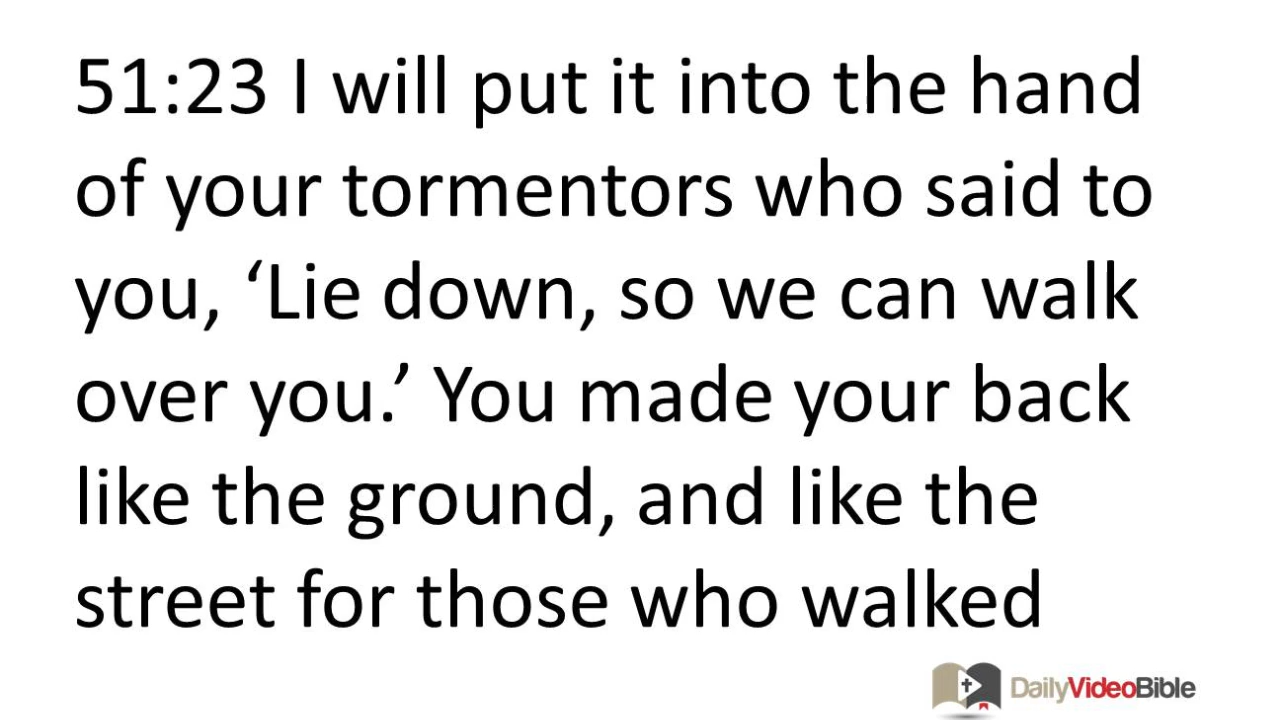 51:23 I will put it into the hand
of your tormentors who said to
you, ‘Lie down, so we can walk
over you.’ You made your back
like the ground, and like the
street for those who walked
DailyVideoBible